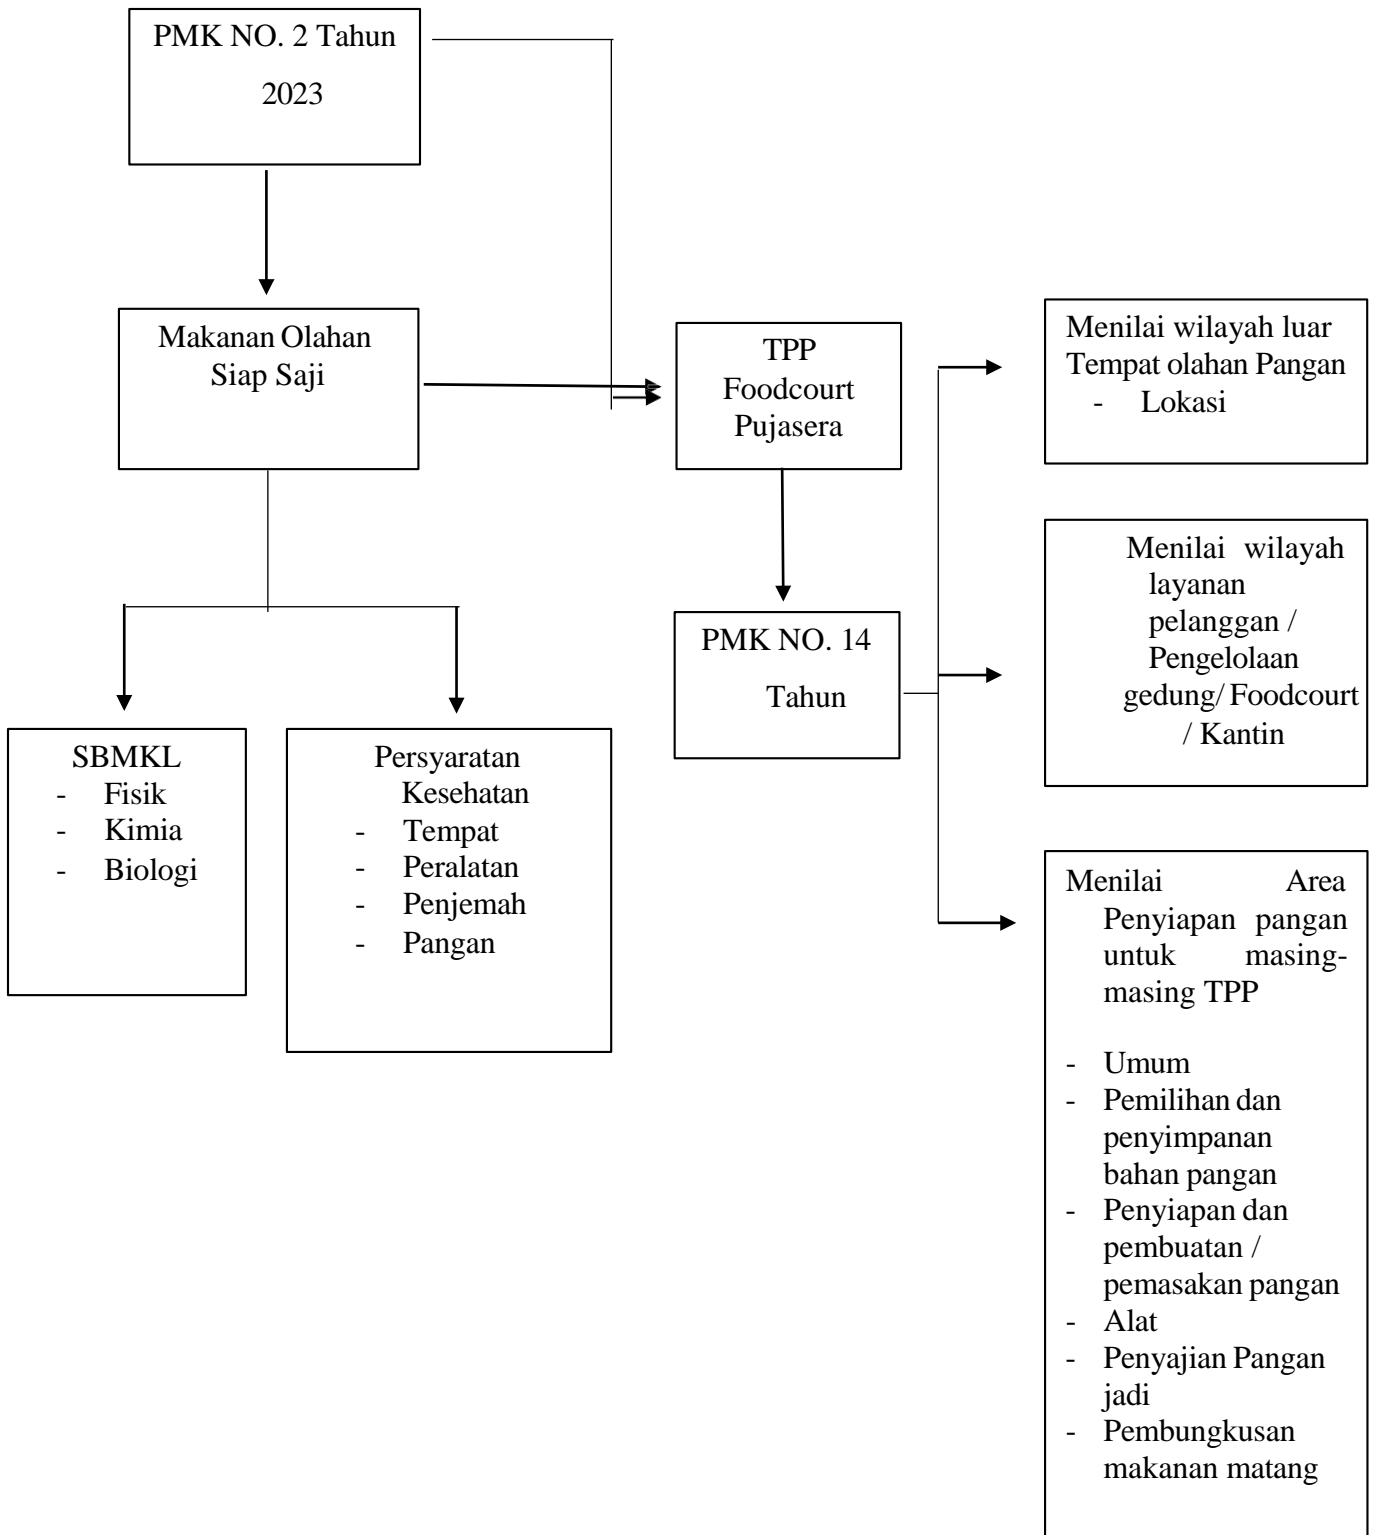 PMK NO. 2 Tahun
2023
Makanan Olahan
Siap Saji
TPP
Foodcourt
Pujasera
Menilai wilayah luar
Tempat olahan Pangan
- Lokasi
Menilai wilayah
layanan
pelanggan /
Pengelolaan
gedung/ Foodcourt
/ Kantin
PMK NO. 14
Tahun
SBMKL
- Fisik
- Kimia
- Biologi
Persyaratan
Kesehatan
- Tempat
- Peralatan
- Penjemah
- Pangan
Menilai Area
Penyiapan pangan
untuk masing-
masing TPP
- Umum
- Pemilihan dan
penyimpanan
bahan pangan
- Penyiapan dan
pembuatan /
pemasakan pangan
- Alat
- Penyajian Pangan
jadi
- Pembungkusan
makanan matang